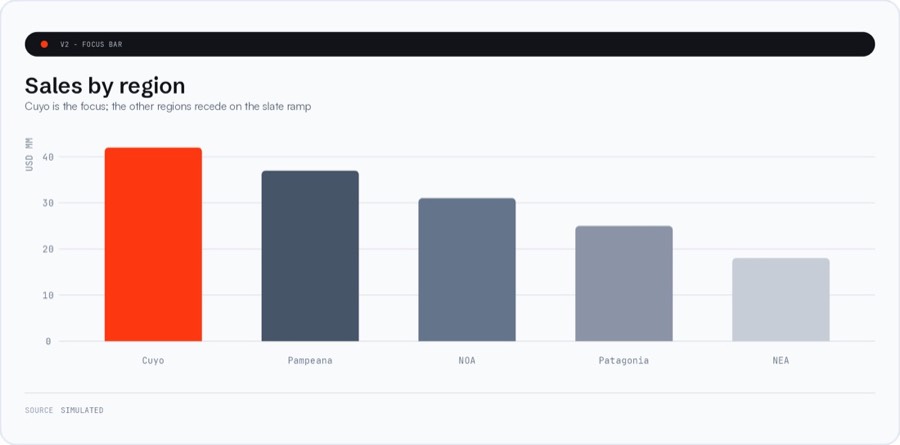 V2 - FOCUS BAR
Sales by region
Cuyo is the focus; the other regions recede on the slate ramp
USD MM
40
30
20
10
0
Cuyo Pampeana NOA Patagonia NEA
SOURCE SIMULATED